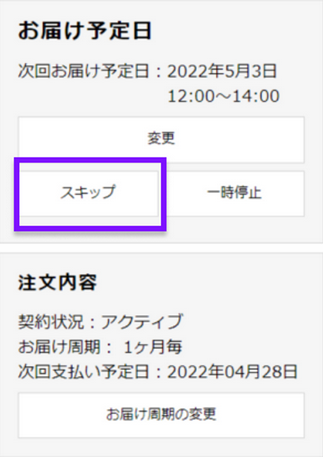 お届け予定日
次回お届け予定日：2022年5月3日
12:00～14:00
変更
スキップ
一時停止
注文内容
契約状況：アクティブ
お届け周期： 1ヶ月毎
次回支払い予定日：2022年04月28日
お届け周期の変更